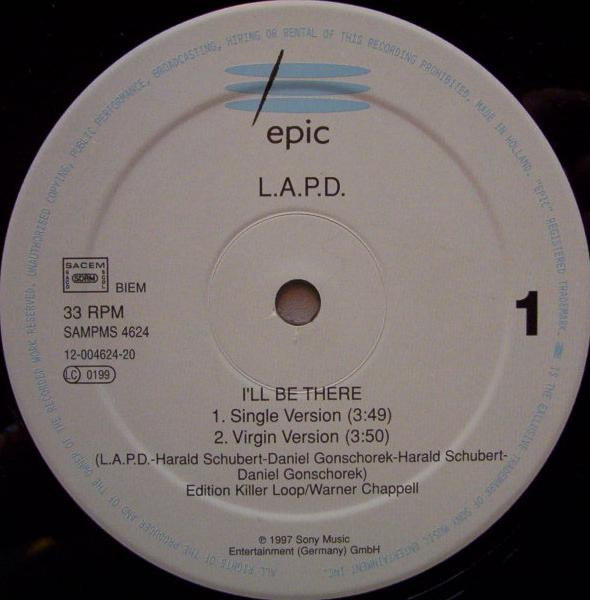 epic
L.A.P.D.
SACEM
SDRM
BIEM
33 RPM
SAMPMS 4624
12-004624-20
LC 0199
1
I'LL BE THERE
1. Single Version (3:49)
2. Virgin Version (3:50)
(L.A.P.D.-Harald Schubert-Daniel Gonschorek-Harald Schubert-
Daniel Gonschorek)
Edition Killer Loop/Warner Chappell
℗ 1997 Sony Music
Entertainment (Germany) GmbH
ALL RIGHTS OF THE PRODUCER AND OF THE OWNER OF THE RECORDED WORK RESERVED. UNAUTHORISED COPYING, PUBLIC PERFORMANCE, BROADCASTING, HIRING OR RENTAL OF THIS RECORDING PROHIBITED. MADE IN HOLLAND. "EPIC" REGISTERED TRADEMARK. IS THE EXCLUSIVE TRADEMARK OF SONY MUSIC ENTERTAINMENT INC.